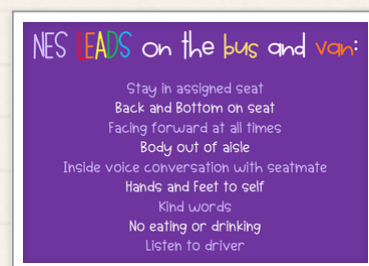 NES LEADS on the bus and van:
Stay in assigned seat
Back and Bottom on seat
Facing forward at all times
Body out of aisle
Inside voice conversation with seatmate
Hands and Feet to self
Kind words
No eating or drinking
Listen to driver